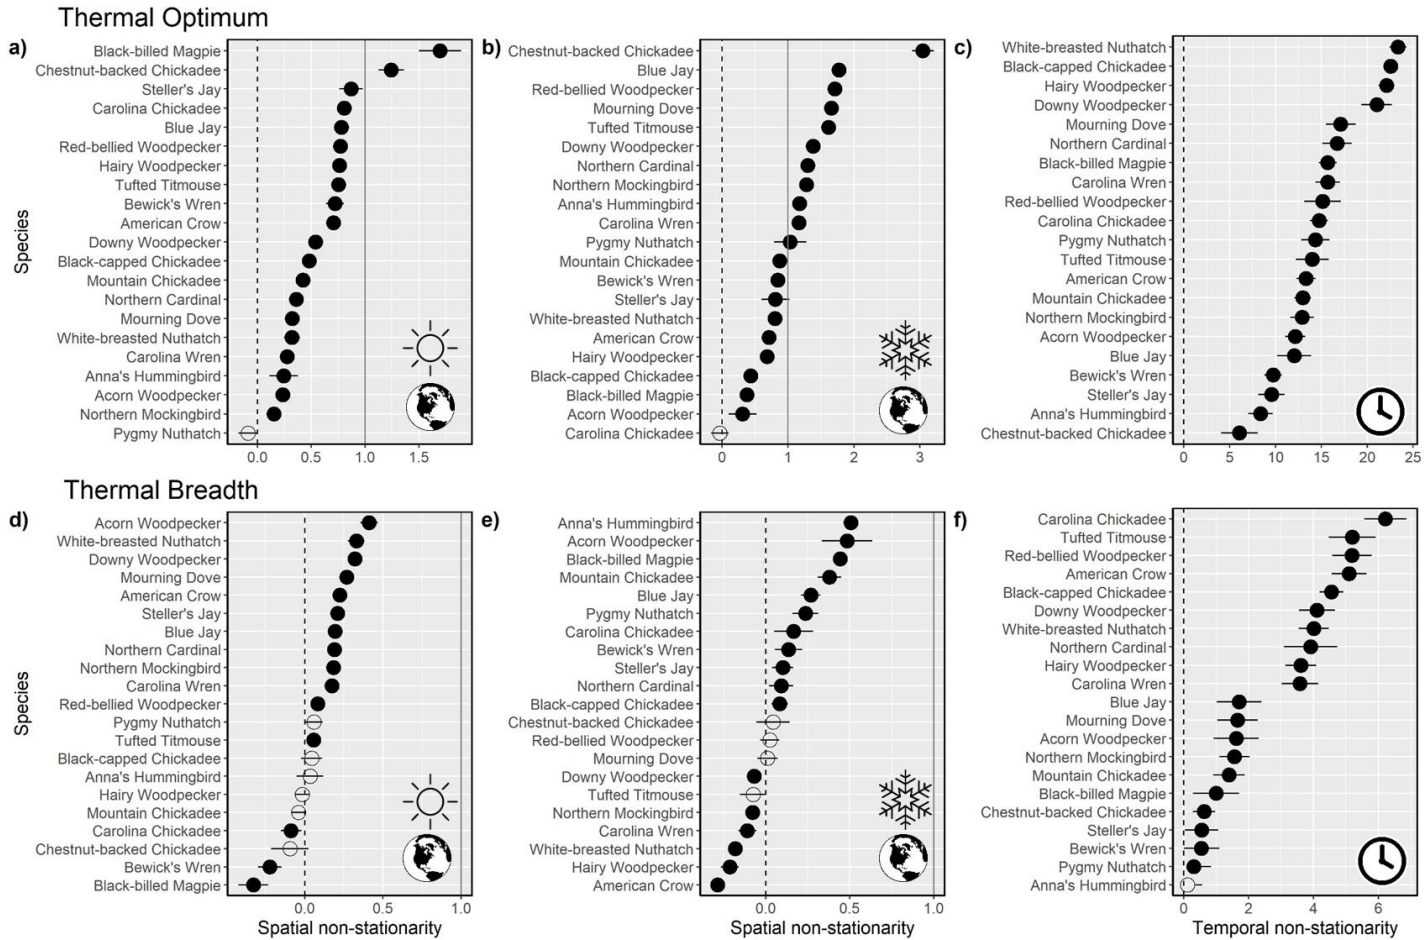 Thermal Optimum
a)
Species
Black-billed Magpie
Chestnut-backed Chickadee
Steller's Jay
Carolina Chickadee
Blue Jay
Red-bellied Woodpecker
Hairy Woodpecker
Tufted Titmouse
Bewick's Wren
American Crow
Downy Woodpecker
Black-capped Chickadee
Mountain Chickadee
Northern Cardinal
Mourning Dove
White-breasted Nuthatch
Carolina Wren
Anna's Hummingbird
Acorn Woodpecker
Northern Mockingbird
Pygmy Nuthatch
0.0 0.5 1.0 1.5
b)
Chestnut-backed Chickadee
Blue Jay
Red-bellied Woodpecker
Mourning Dove
Tufted Titmouse
Downy Woodpecker
Northern Cardinal
Northern Mockingbird
Anna's Hummingbird
Carolina Wren
Pygmy Nuthatch
Mountain Chickadee
Bewick's Wren
Steller's Jay
White-breasted Nuthatch
American Crow
Hairy Woodpecker
Black-capped Chickadee
Black-billed Magpie
Acorn Woodpecker
Carolina Chickadee
0 1 2 3
c)
White-breasted Nuthatch
Black-capped Chickadee
Hairy Woodpecker
Downy Woodpecker
Mourning Dove
Northern Cardinal
Black-billed Magpie
Carolina Wren
Red-bellied Woodpecker
Carolina Chickadee
Pygmy Nuthatch
Tufted Titmouse
American Crow
Mountain Chickadee
Northern Mockingbird
Acorn Woodpecker
Blue Jay
Bewick's Wren
Steller's Jay
Anna's Hummingbird
Chestnut-backed Chickadee
0 5 10 15 20 25
Thermal Breadth
d)
Species
Acorn Woodpecker
White-breasted Nuthatch
Downy Woodpecker
Mourning Dove
American Crow
Steller's Jay
Blue Jay
Northern Cardinal
Northern Mockingbird
Carolina Wren
Red-bellied Woodpecker
Pygmy Nuthatch
Tufted Titmouse
Black-capped Chickadee
Anna's Hummingbird
Hairy Woodpecker
Mountain Chickadee
Carolina Chickadee
Chestnut-backed Chickadee
Bewick's Wren
Black-billed Magpie
0.0 0.5 1.0
Spatial non-stationarity
e)
Anna's Hummingbird
Acorn Woodpecker
Black-billed Magpie
Mountain Chickadee
Blue Jay
Pygmy Nuthatch
Carolina Chickadee
Bewick's Wren
Steller's Jay
Northern Cardinal
Black-capped Chickadee
Chestnut-backed Chickadee
Red-bellied Woodpecker
Mourning Dove
Downy Woodpecker
Tufted Titmouse
Northern Mockingbird
Carolina Wren
White-breasted Nuthatch
Hairy Woodpecker
American Crow
0.0 0.5 1.0
Spatial non-stationarity
f)
Carolina Chickadee
Tufted Titmouse
Red-bellied Woodpecker
American Crow
Black-capped Chickadee
Downy Woodpecker
White-breasted Nuthatch
Northern Cardinal
Hairy Woodpecker
Carolina Wren
Blue Jay
Mourning Dove
Acorn Woodpecker
Northern Mockingbird
Mountain Chickadee
Black-billed Magpie
Chestnut-backed Chickadee
Steller's Jay
Bewick's Wren
Pygmy Nuthatch
Anna's Hummingbird
0 2 4 6
Temporal non-stationarity